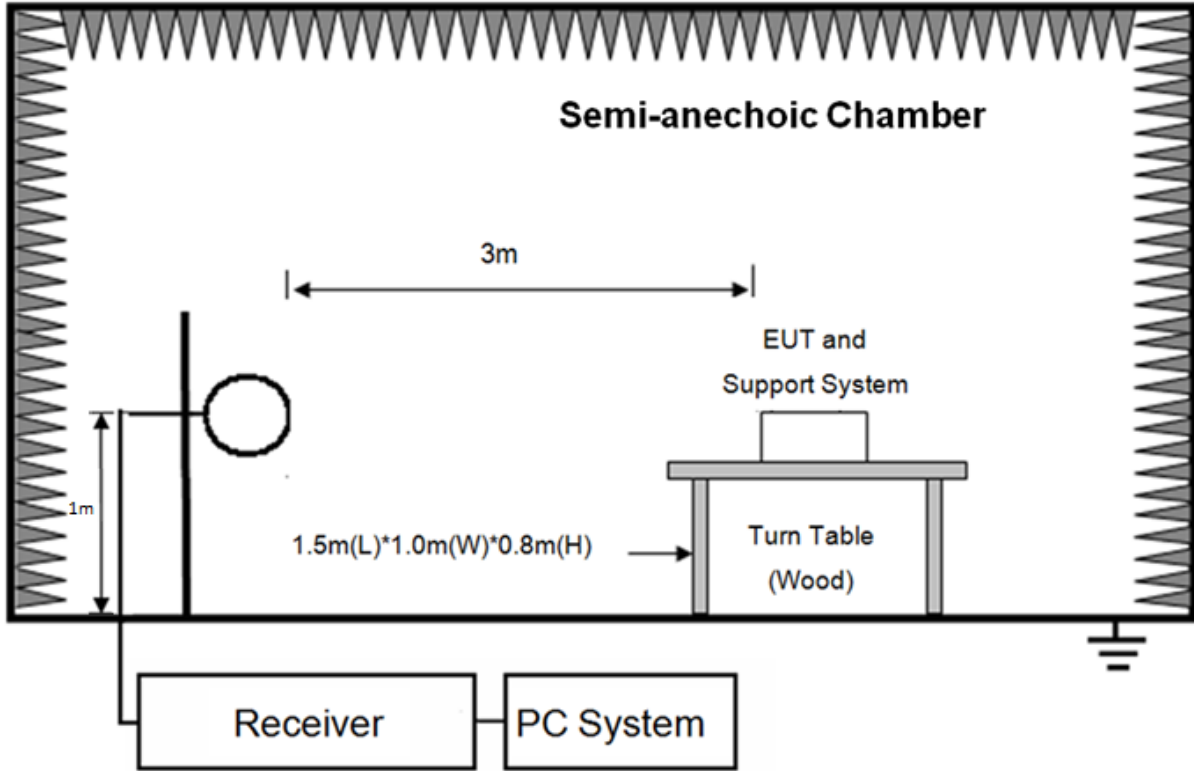 Semi-anechoic Chamber
3m
EUT and
Support System
1m
1.5m(L)*1.0m(W)*0.8m(H)
Turn Table
(Wood)
Receiver
PC System